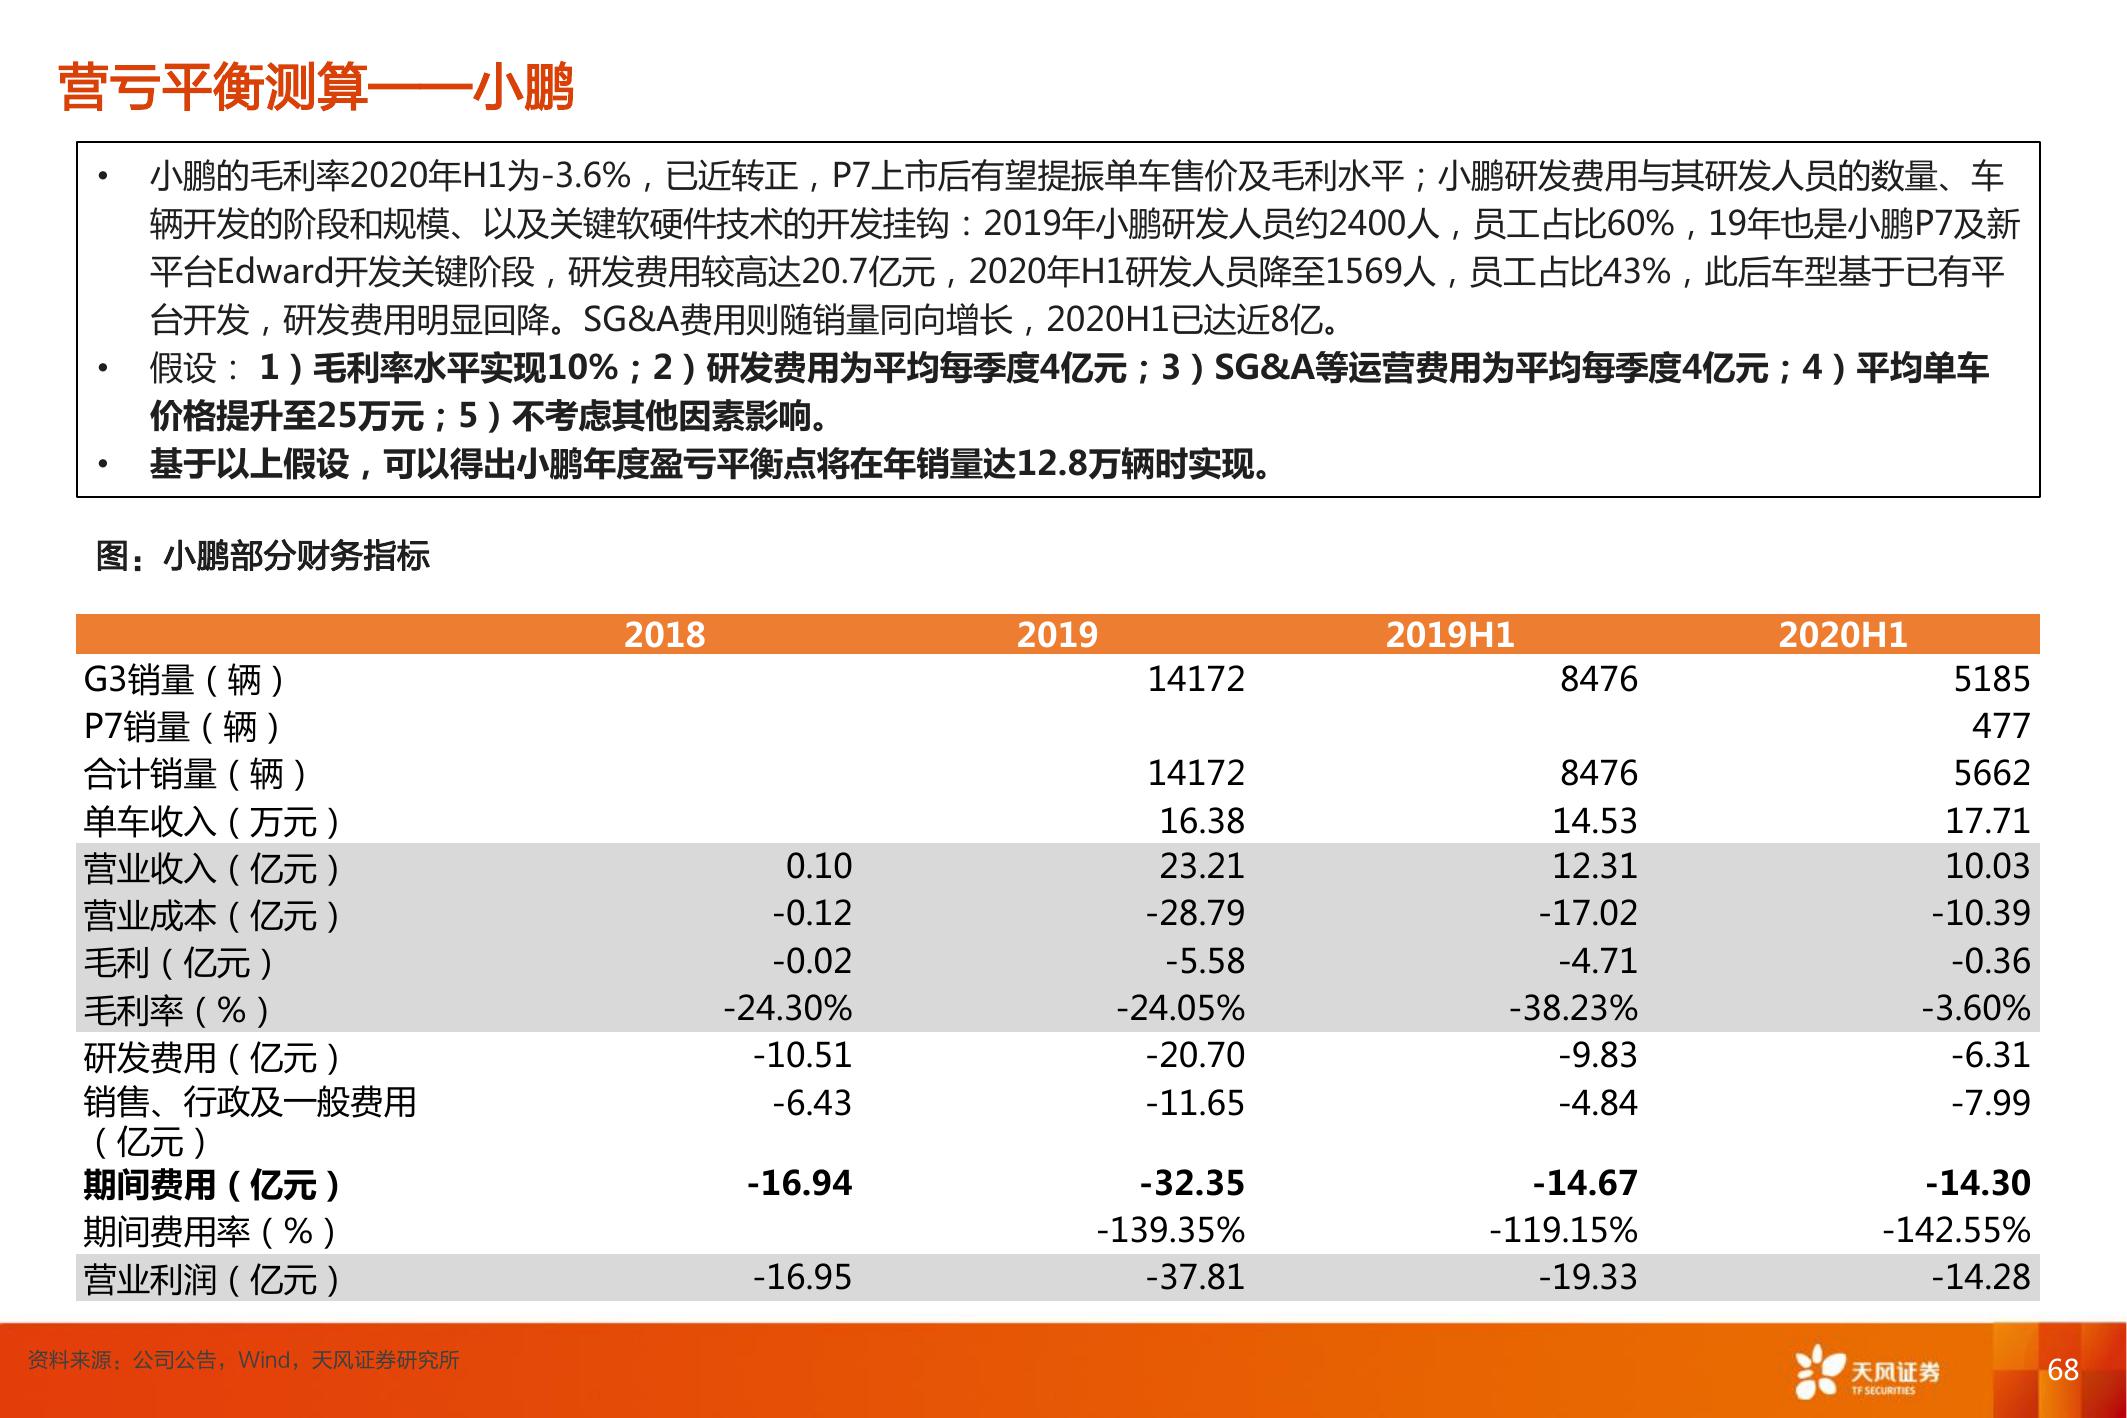 营亏平衡测算——小鹏
• 小鹏的毛利率2020年H1为-3.6%，已近转正，P7上市后有望提振单车售价及毛利水平；小鹏研发费用与其研发人员的数量、车
辆开发的阶段和规模、以及关键软硬件技术的开发挂钩：2019年小鹏研发人员约2400人，员工占比60%，19年也是小鹏P7及新
平台Edward开发关键阶段，研发费用较高达20.7亿元，2020年H1研发人员降至1569人，员工占比43%，此后车型基于已有平
台开发，研发费用明显回降。SG&A费用则随销量同向增长，2020H1已达近8亿。
• 假设：1）毛利率水平实现10%；2）研发费用为平均每季度4亿元；3）SG&A等运营费用为平均每季度4亿元；4）平均单车
价格提升至25万元；5）不考虑其他因素影响。
• 基于以上假设，可以得出小鹏年度盈亏平衡点将在年销量达12.8万辆时实现。
图：小鹏部分财务指标
2018 2019 2019H1 2020H1
G3销量（辆） 14172 8476 5185
P7销量（辆） 477
合计销量（辆） 14172 8476 5662
单车收入（万元） 16.38 14.53 17.71
营业收入（亿元） 0.10 23.21 12.31 10.03
营业成本（亿元） -0.12 -28.79 -17.02 -10.39
毛利（亿元） -0.02 -5.58 -4.71 -0.36
毛利率（%） -24.30% -24.05% -38.23% -3.60%
研发费用（亿元） -10.51 -20.70 -9.83 -6.31
销售、行政及一般费用 -6.43 -11.65 -4.84 -7.99
（亿元）
期间费用（亿元） -16.94 -32.35 -14.67 -14.30
期间费用率（%） -139.35% -119.15% -142.55%
营业利润（亿元） -16.95 -37.81 -19.33 -14.28
资料来源：公司公告，Wind，天风证券研究所
天风证券
TF SECURITIES
68